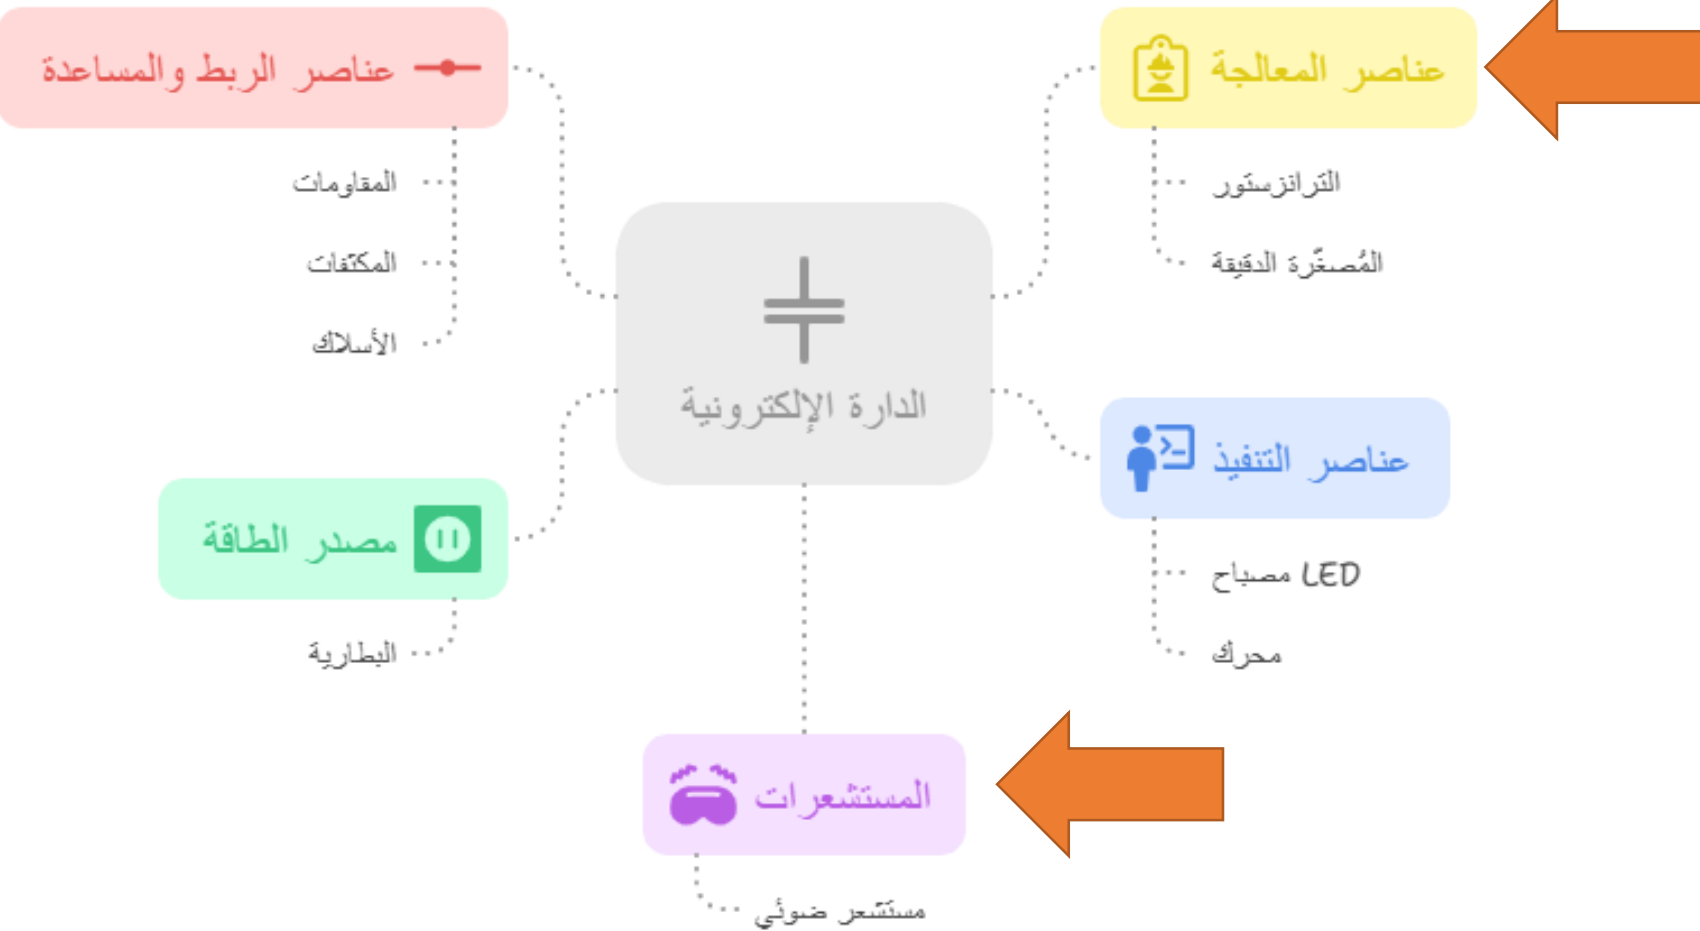 عناصر المعالجة
الترانزستور
المُصغّرة الدقيقة
عناصر الربط والمساعدة
المقاومات
المكثفات
الأسلاك
الدارة الإلكترونية
عناصر التنفيذ
مصباح LED
محرك
مصدر الطاقة
البطارية
المستشعرات
مستشعر ضوئي